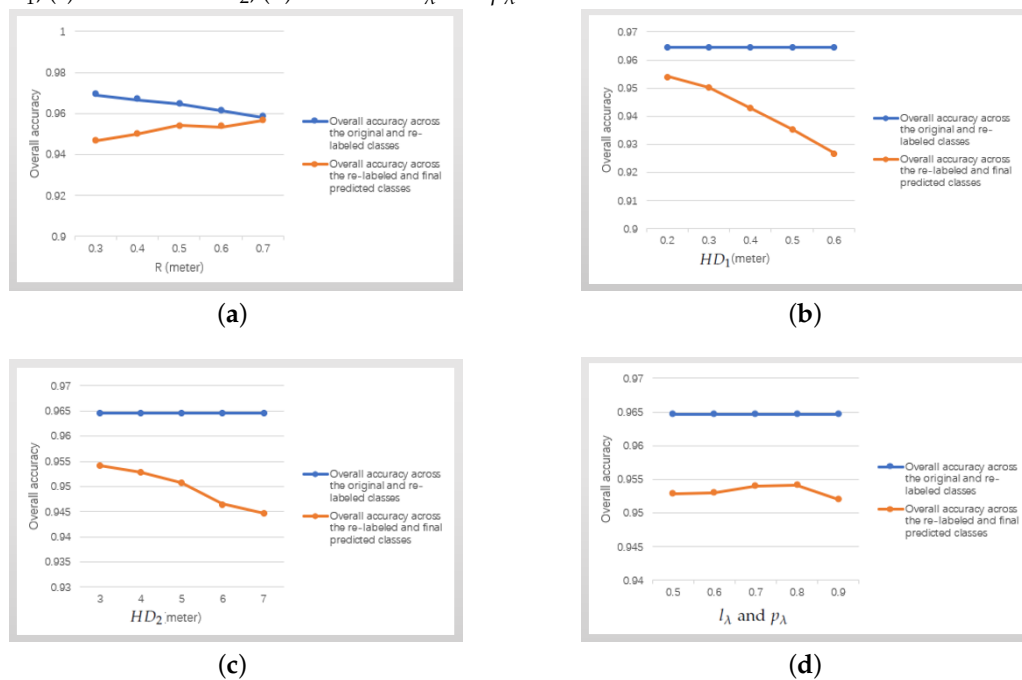 1
0.98
0.96
0.94
0.92
0.9
Overall accuracy
0.3 0.4 0.5 0.6 0.7
R (meter)
Overall accuracy across
the original and re-
labeled classes
Overall accuracy across
the re-labeled and final
predicted classes
(a)
0.97
0.96
0.95
0.94
0.93
0.92
0.91
0.9
Overall accuracy
0.2 0.3 0.4 0.5 0.6
HD₁(meter)
Overall accuracy across
the original and re-
labeled classes
Overall accuracy across
the re-labeled and final
predicted classes
(b)
0.97
0.965
0.96
0.955
0.95
0.945
0.94
0.935
0.93
Overall accuracy
3 4 5 6 7
HD₂ meter)
Overall accuracy across
the original and re-
labeled classes
Overall accuracy across
the re-labeled and final
predicted classes
(c)
0.97
0.965
0.96
0.955
0.95
0.945
0.94
Overall accuracy
0.5 0.6 0.7 0.8 0.9
lλ and pλ
Overall accuracy across
the original and re-
labeled classes
Overall accuracy across
the re-labeled and final
predicted classes
(d)